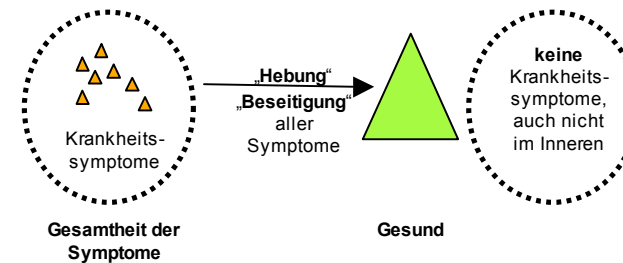 Krankheits-
symptome
„Hebung“
„Beseitigung“
aller
Symptome
keine
Krankheits-
symptome,
auch nicht
im Inneren
Gesamtheit der
Symptome
Gesund